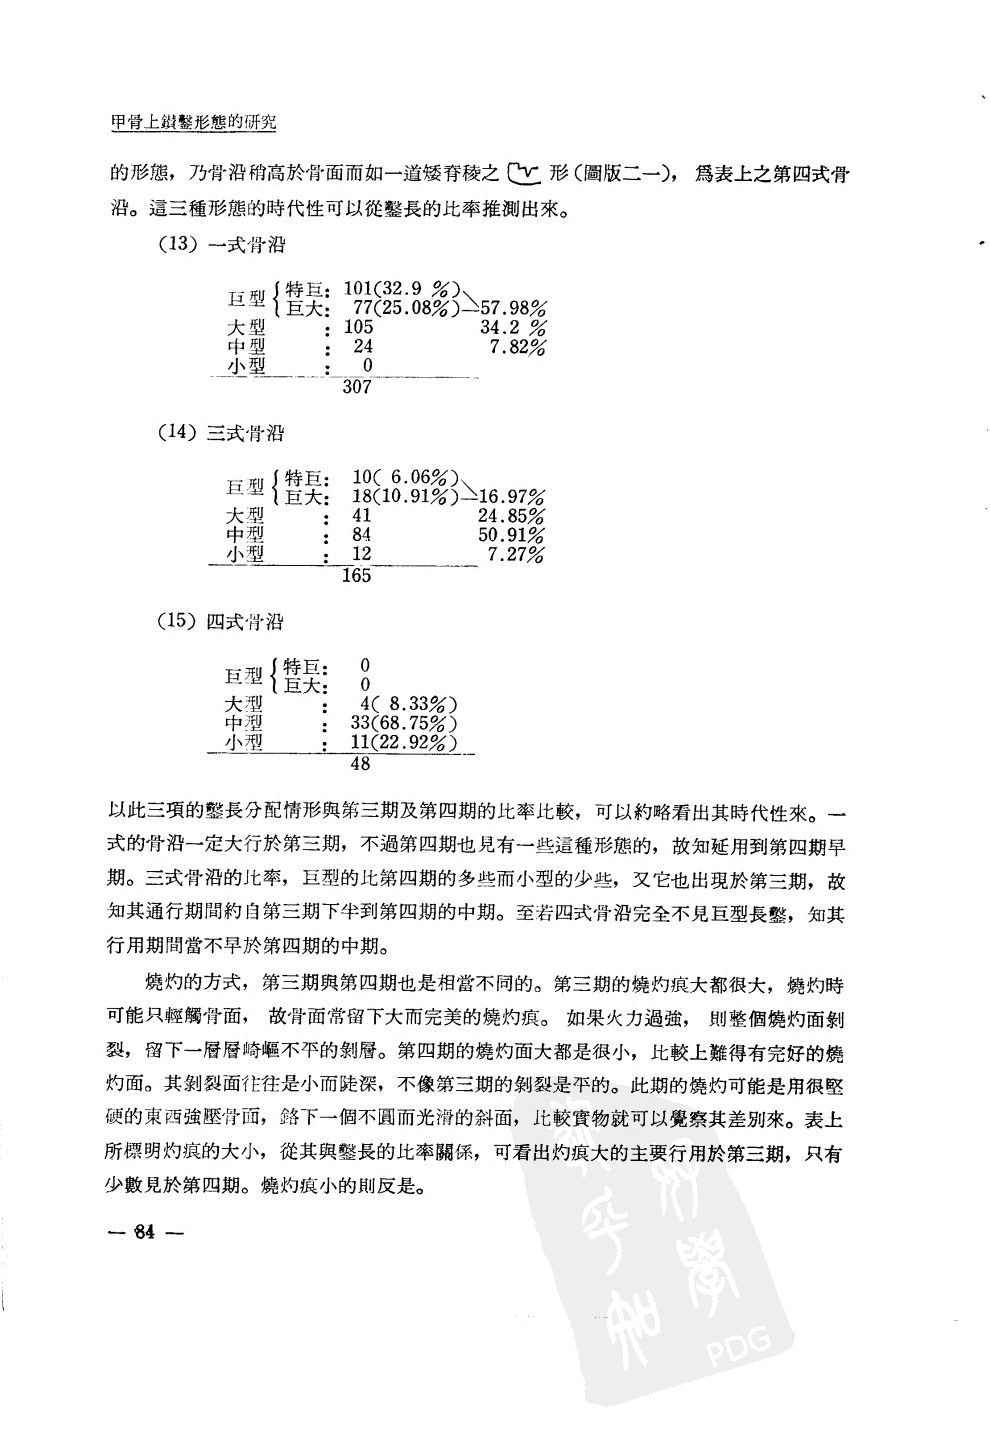 甲骨上鑽鑿形態的研究
的形態，乃骨沿稍高於骨面而如一道矮脊稜之 形（圖版二一），爲表上之第四式骨
沿。這三種形態的時代性可以從鑿長的比率推測出來。
（13）一式骨沿
巨型{特巨： 101(32.9 %)
巨大： 77(25.08%) 57.98%
大型 ： 105 34.2 %
中型 ： 24 7.82%
小型 ： 0
307
（14）三式骨沿
巨型{特巨： 10( 6.06%)
巨大： 18(10.91%) 16.97%
大型 ： 41 24.85%
中型 ： 84 50.91%
小型 ： 12 7.27%
165
（15）四式骨沿
巨型{特巨： 0
巨大： 0
大型 ： 4( 8.33%)
中型 ： 33(68.75%)
小型 ： 11(22.92%)
48
以此三項的鑿長分配情形與第三期及第四期的比率比較，可以約略看出其時代性來。一
式的骨沿一定大行於第三期，不過第四期也見有一些這種形態的，故知延用到第四期早
期。三式骨沿的比率，巨型的比第四期的多些而小型的少些，又它也出現於第三期，故
知其通行期間約自第三期下半到第四期的中期。至若四式骨沿完全不見巨型長鑿，知其
行用期間當不早於第四期的中期。
燒灼的方式，第三期與第四期也是相當不同的。第三期的燒灼痕大都很大，燒灼時
可能只輕觸骨面，故骨面常留下大而完美的燒灼痕。如果火力過強，則整個燒灼面剝
裂，留下一層層崎嶇不平的剝層。第四期的燒灼面大都是很小，比較上難得有完好的燒
灼面。其剝裂面往往是小而陡深，不像第三期的剝裂是平的。此期的燒灼可能是用很堅
硬的東西強壓骨面，烙下一個不圓而光滑的斜面，比較實物就可以覺察其差別來。表上
所標明灼痕的大小，從其與鑿長的比率關係，可看出灼痕大的主要行用於第三期，只有
少數見於第四期。燒灼痕小的則反是。
— 84 —
PDG